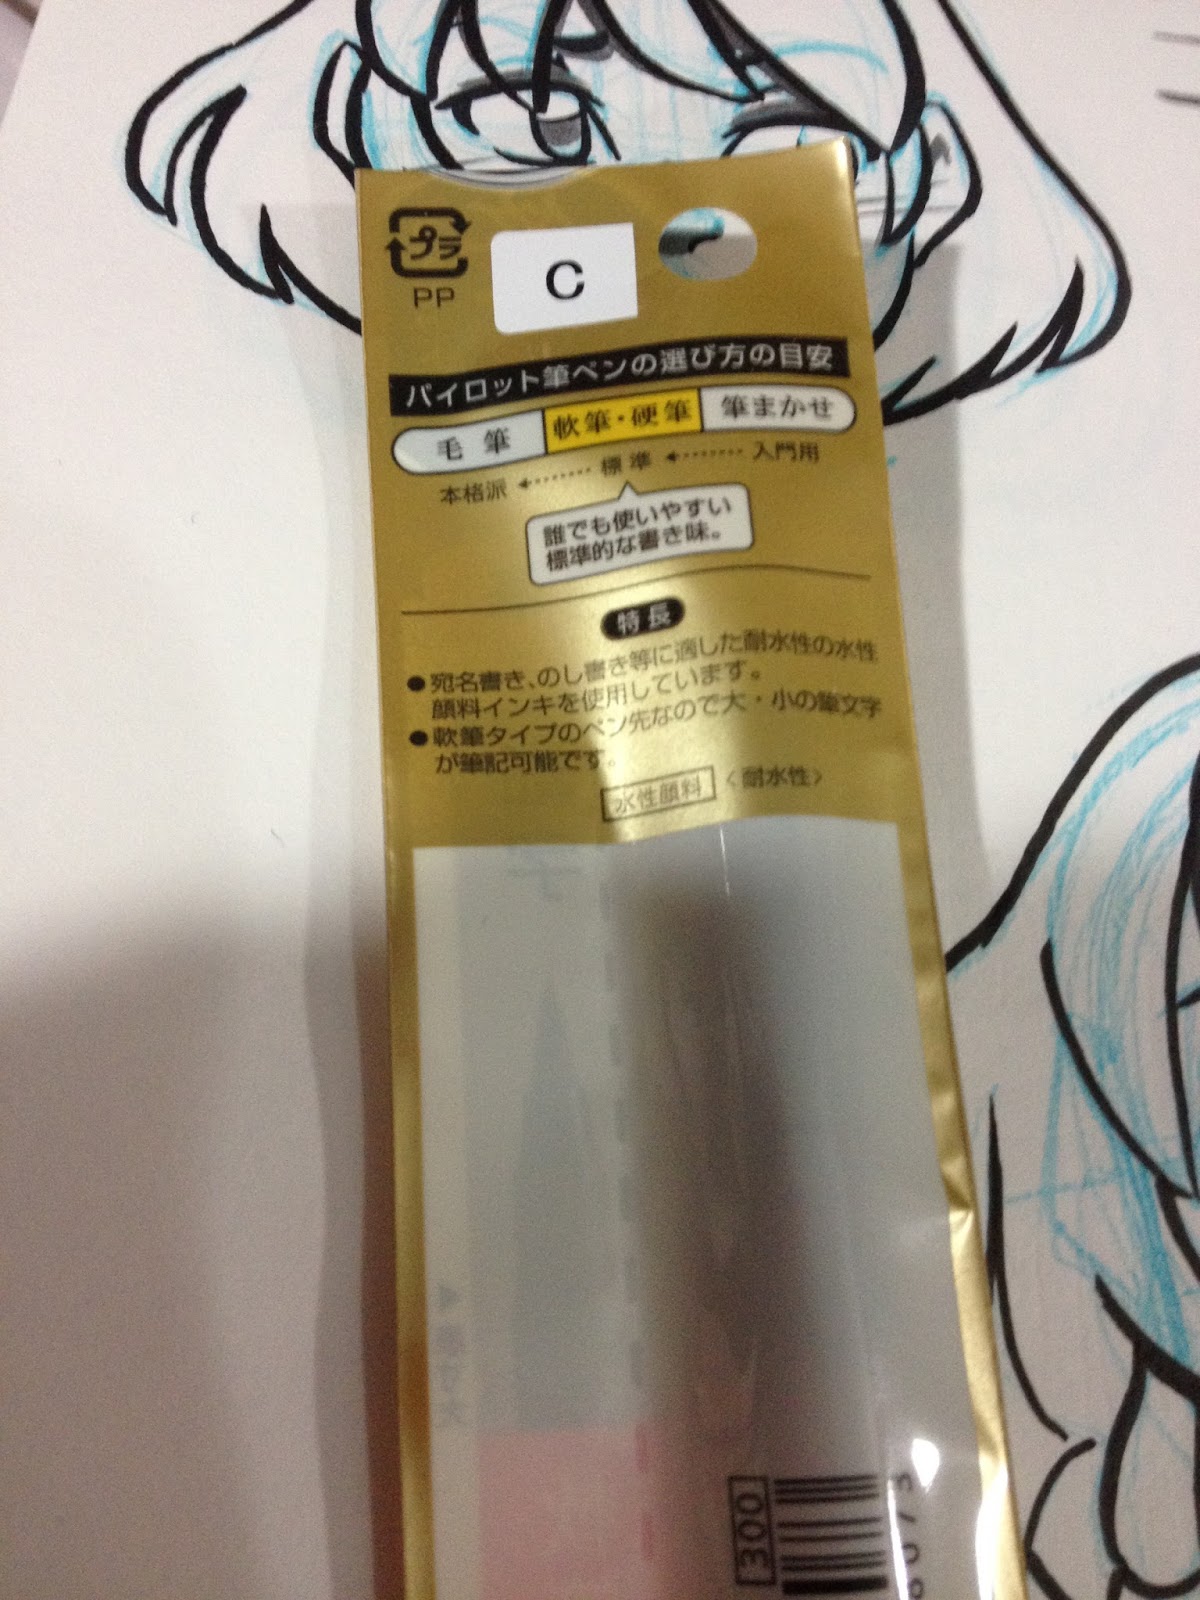 プラ
PP
C
パイロット筆ペンの選び方の目安
毛筆 軟筆・硬筆 筆まかせ
本格派 標準 入門用
誰でも使いやすい
標準的な書き味。
特長
●宛名書き、のし書き等に適した耐水性の水性
顔料インキを使用しています。
●軟筆タイプのペン先なので大・小の筆文字
が筆記可能です。
水性顔料 〈耐水性〉
300